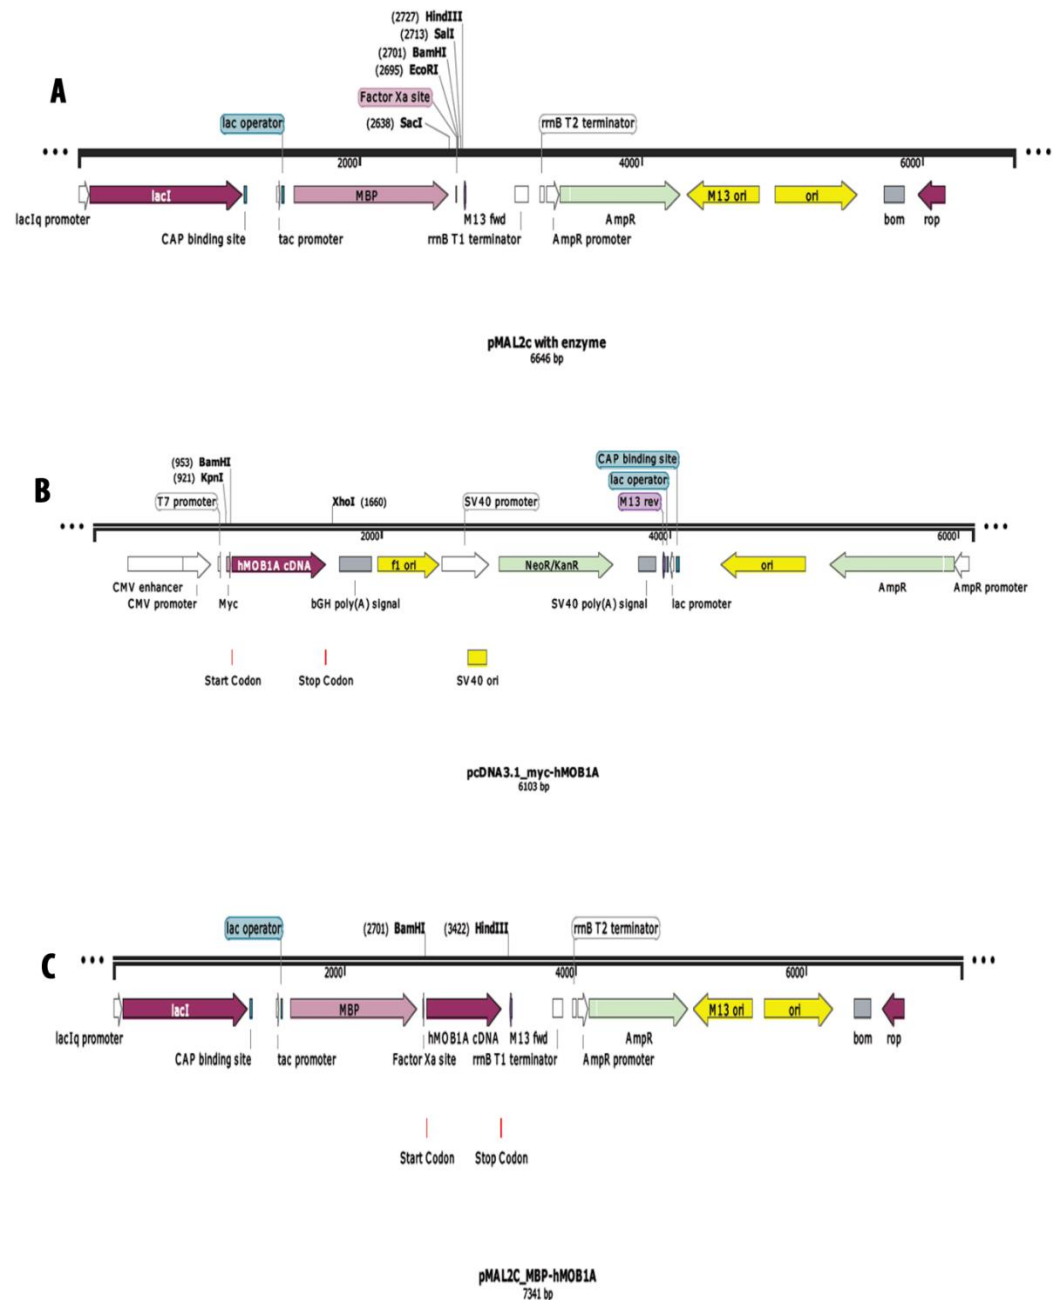 A
(2727) HindIII
(2713) SalI
(2701) BamHI
(2695) EcoRI
Factor Xa site
(2638) SacI
lac operator
rrnB T2 terminator
2000
4000
6000
lacI
MBP
AmpR
M13 ori
ori
lacIq promoter
M13 fwd
bom
rop
CAP binding site
tac promoter
rrnB T1 terminator
AmpR promoter
pMAL2c with enzyme
6646 bp
B
(953) BamHI
(921) KpnI
T7 promoter
XhoI (1660)
SV40 promoter
CAP binding site
lac operator
M13 rev
2000
4000
6000
hMOB1A cDNA
f1 ori
NeoR/KanR
ori
CMV enhancer
AmpR
AmpR promoter
CMV promoter
Myc
bGH poly(A) signal
SV40 poly(A) signal
lac promoter
Start Codon
Stop Codon
SV40 ori
pcDNA3.1_myc-hMOB1A
6103 bp
C
lac operator
(2701) BamHI
(3422) HindIII
rrnB T2 terminator
2000
4000
6000
lacI
MBP
M13 ori
ori
lacIq promoter
hMOB1A cDNA
M13 fwd
AmpR
bom
rop
CAP binding site
tac promoter
Factor Xa site
rrnB T1 terminator
AmpR promoter
Start Codon
Stop Codon
pMAL2C_MBP-hMOB1A
7341 bp